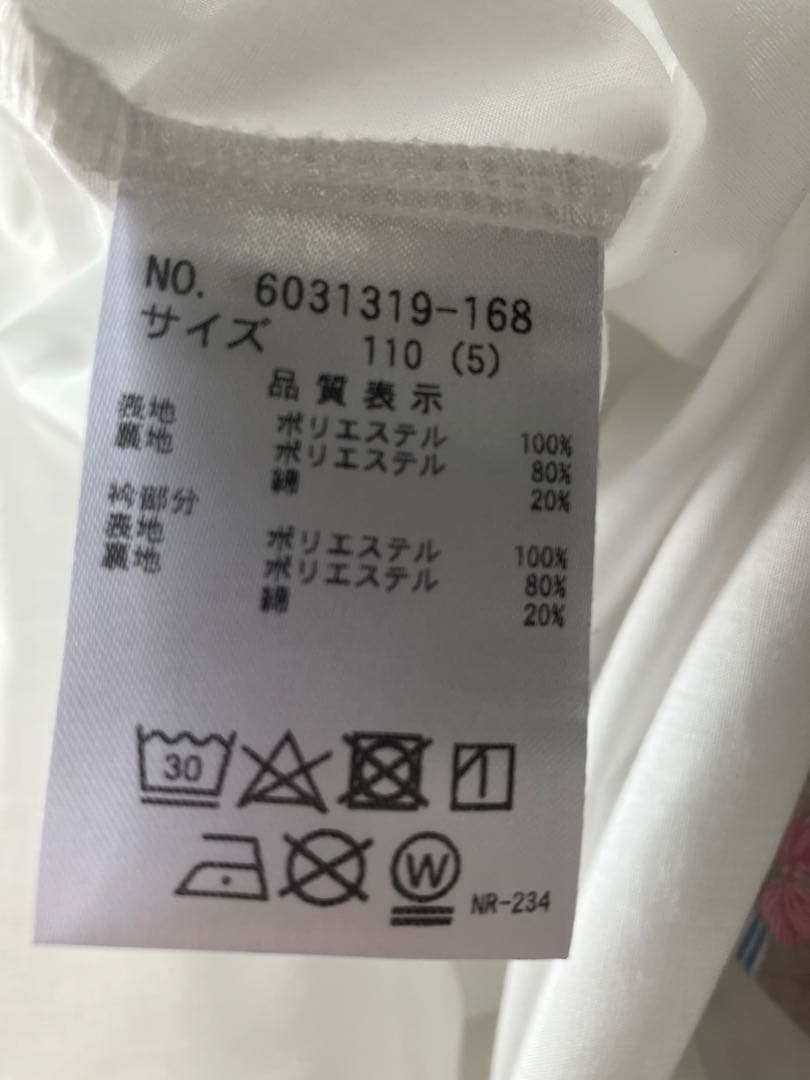 NO. 6031319-168
サイズ 110 (5)
品質表示
表地 ポリエステル 100%
裏地 ポリエステル 80%
綿 20%
衿部分
表地 ポリエステル 100%
裏地 ポリエステル 80%
綿 20%
30
W
NR-234